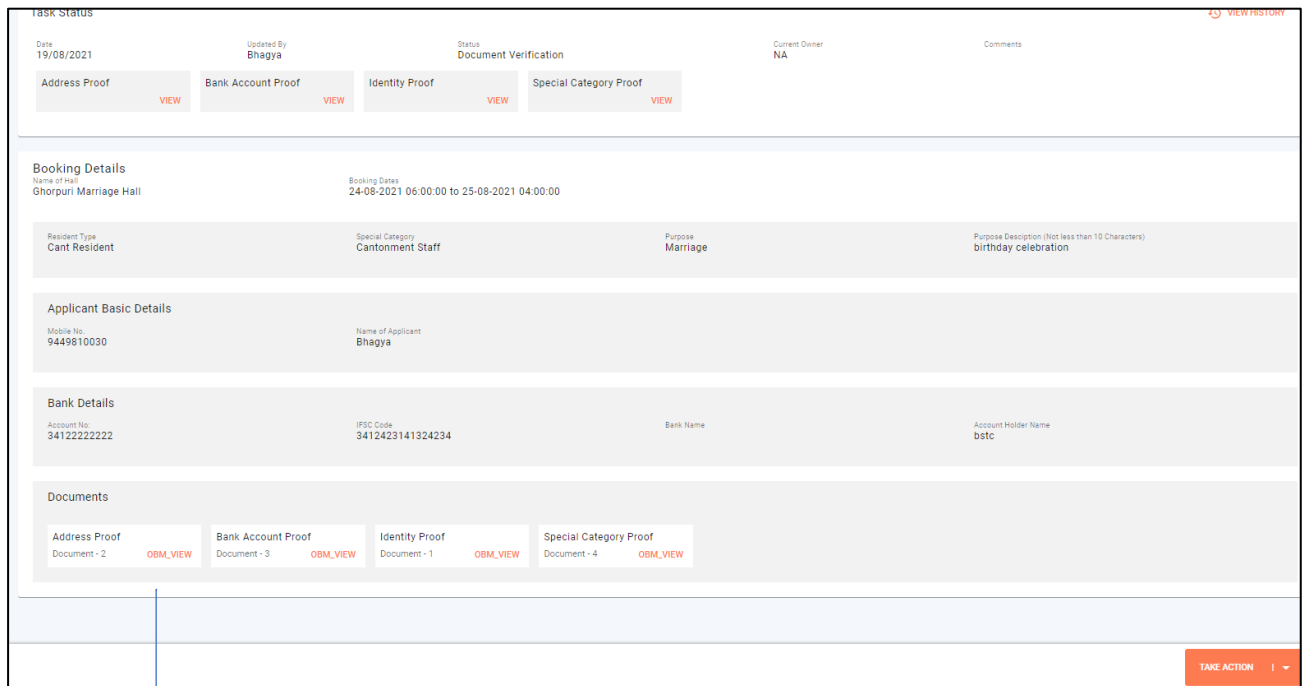 Task Status
VIEW HISTORY
Date Updated By Status Current Owner Comments
19/08/2021 Bhagya Document Verification NA
Address Proof Bank Account Proof Identity Proof Special Category Proof
VIEW VIEW VIEW VIEW
Booking Details
Name of Hall Booking Dates
Ghorpuri Marriage Hall 24-08-2021 06:00:00 to 25-08-2021 04:00:00
Resident Type Special Category Purpose Purpose Desciption (Not less than 10 Characters)
Cant Resident Cantonment Staff Marriage birthday celebration
Applicant Basic Details
Mobile No. Name of Applicant
9449810030 Bhagya
Bank Details
Account No: IFSC Code Bank Name Account Holder Name
34122222222 3412423141324234 bstc
Documents
Address Proof Bank Account Proof Identity Proof Special Category Proof
Document - 2 OBM_VIEW Document - 3 OBM_VIEW Document - 1 OBM_VIEW Document - 4 OBM_VIEW
TAKE ACTION